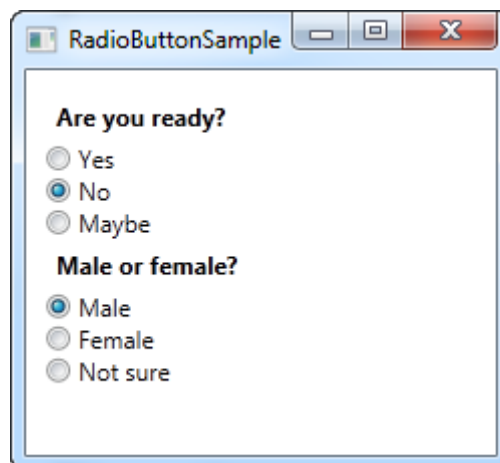 RadioButtonSample
Are you ready?
Yes
No
Maybe
Male or female?
Male
Female
Not sure